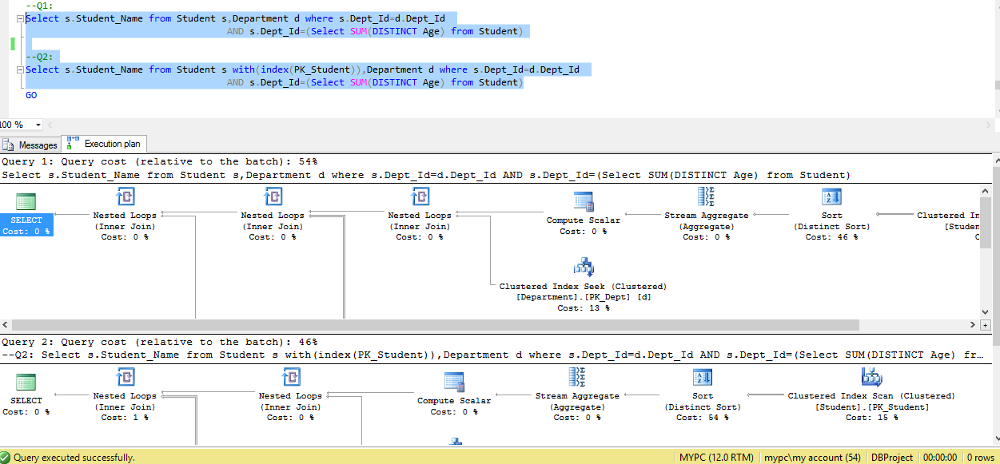 --Q1:
Select s.Student_Name from Student s,Department d where s.Dept_Id=d.Dept_Id
AND s.Dept_Id=(Select SUM(DISTINCT Age) from Student)
--Q2:
Select s.Student_Name from Student s with(index(PK_Student)),Department d where s.Dept_Id=d.Dept_Id
AND s.Dept_Id=(Select SUM(DISTINCT Age) from Student)
GO
100 %
Messages Execution plan
Query 1: Query cost (relative to the batch): 54%
Select s.Student_Name from Student s,Department d where s.Dept_Id=d.Dept_Id AND s.Dept_Id=(Select SUM(DISTINCT Age) from Student)
SELECT
Cost: 0 %
Nested Loops
(Inner Join)
Cost: 0 %
Nested Loops
(Inner Join)
Cost: 0 %
Nested Loops
(Inner Join)
Cost: 0 %
Compute Scalar
Cost: 0 %
Stream Aggregate
(Aggregate)
Cost: 0 %
Sort
(Distinct Sort)
Cost: 46 %
Clustered In
[Studen
C
Clustered Index Seek (Clustered)
[Department].[PK_Dept] [d]
Cost: 13 %
Query 2: Query cost (relative to the batch): 46%
--Q2: Select s.Student_Name from Student s with(index(PK_Student)),Department d where s.Dept_Id=d.Dept_Id AND s.Dept_Id=(Select SUM(DISTINCT Age) fr...
SELECT
Cost: 0 %
Nested Loops
(Inner Join)
Cost: 1 %
Nested Loops
(Inner Join)
Cost: 0 %
Compute Scalar
Cost: 0 %
Stream Aggregate
(Aggregate)
Cost: 0 %
Sort
(Distinct Sort)
Cost: 54 %
Clustered Index Scan (Clustered)
[Student].[PK_Student]
Cost: 15 %
Query executed successfully. MYPC (12.0 RTM) mypc\my account (54) DBProject 00:00:00 0 rows